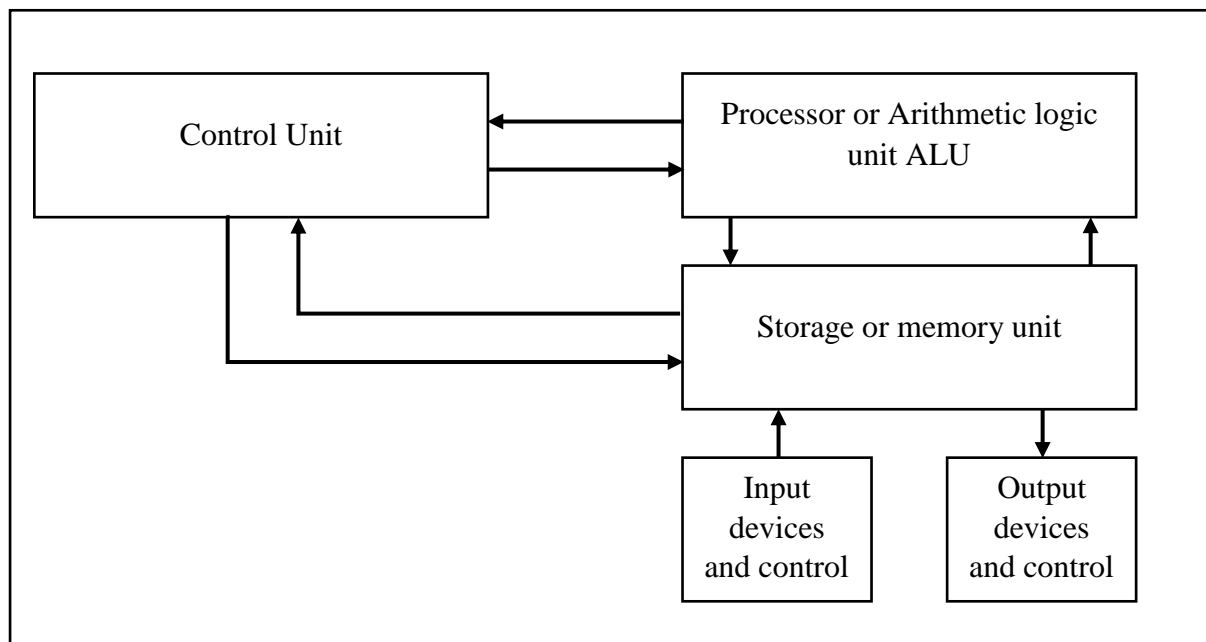 Control Unit
Processor or Arithmetic logic
unit ALU
Storage or memory unit
Input
devices
and control
Output
devices
and control